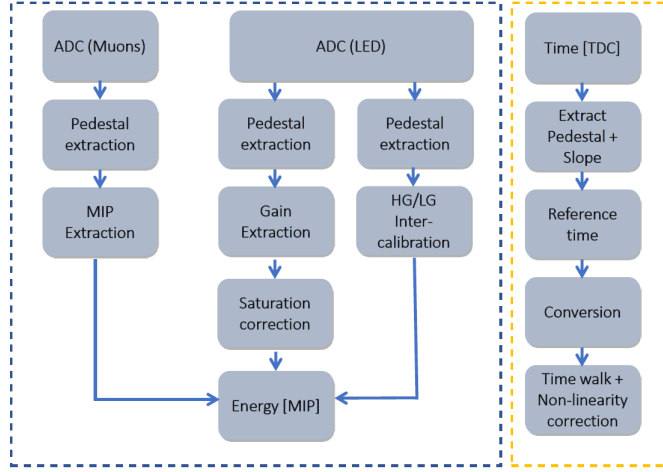 ADC (Muons)
ADC (LED)
Time [TDC]
Pedestal
extraction
Pedestal
extraction
Pedestal
extraction
Extract
Pedestal +
Slope
MIP
Extraction
Gain
Extraction
HG/LG
Inter-
calibration
Reference
time
Saturation
correction
Conversion
Energy [MIP]
Time walk +
Non-linearity
correction